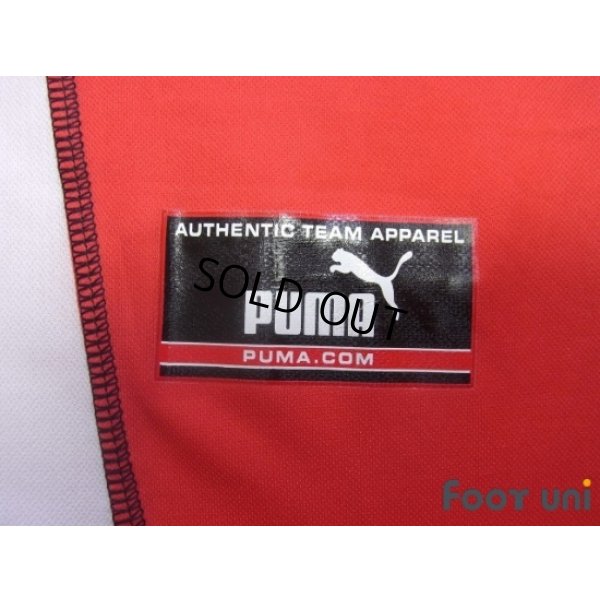 AUTHENTIC TEAM APPAREL
PUMA
SOLD OUT
PUMA.COM
Foot uni